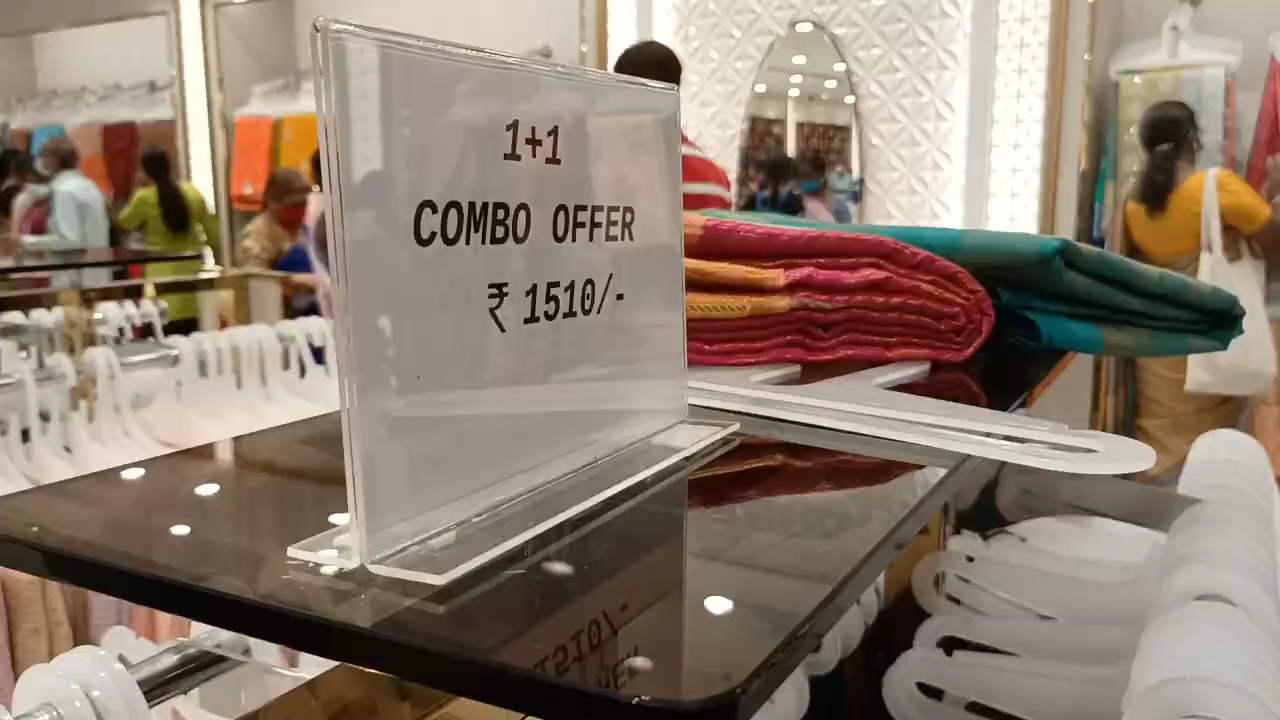 1+1
COMBO OFFER
₹ 1510/-